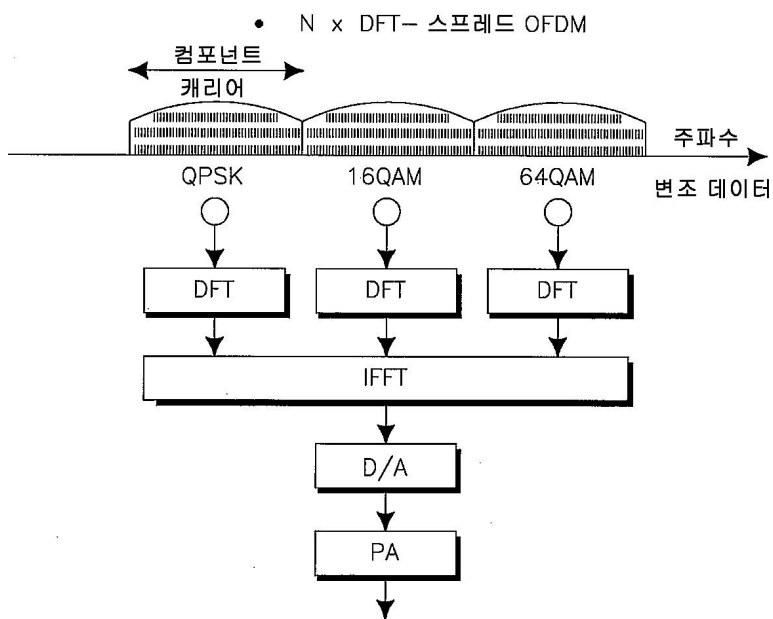 • N x DFT– 스프레드 OFDM
컴포넌트
캐리어
주파수
QPSK 16QAM 64QAM
변조 데이터
DFT DFT DFT
IFFT
D/A
PA